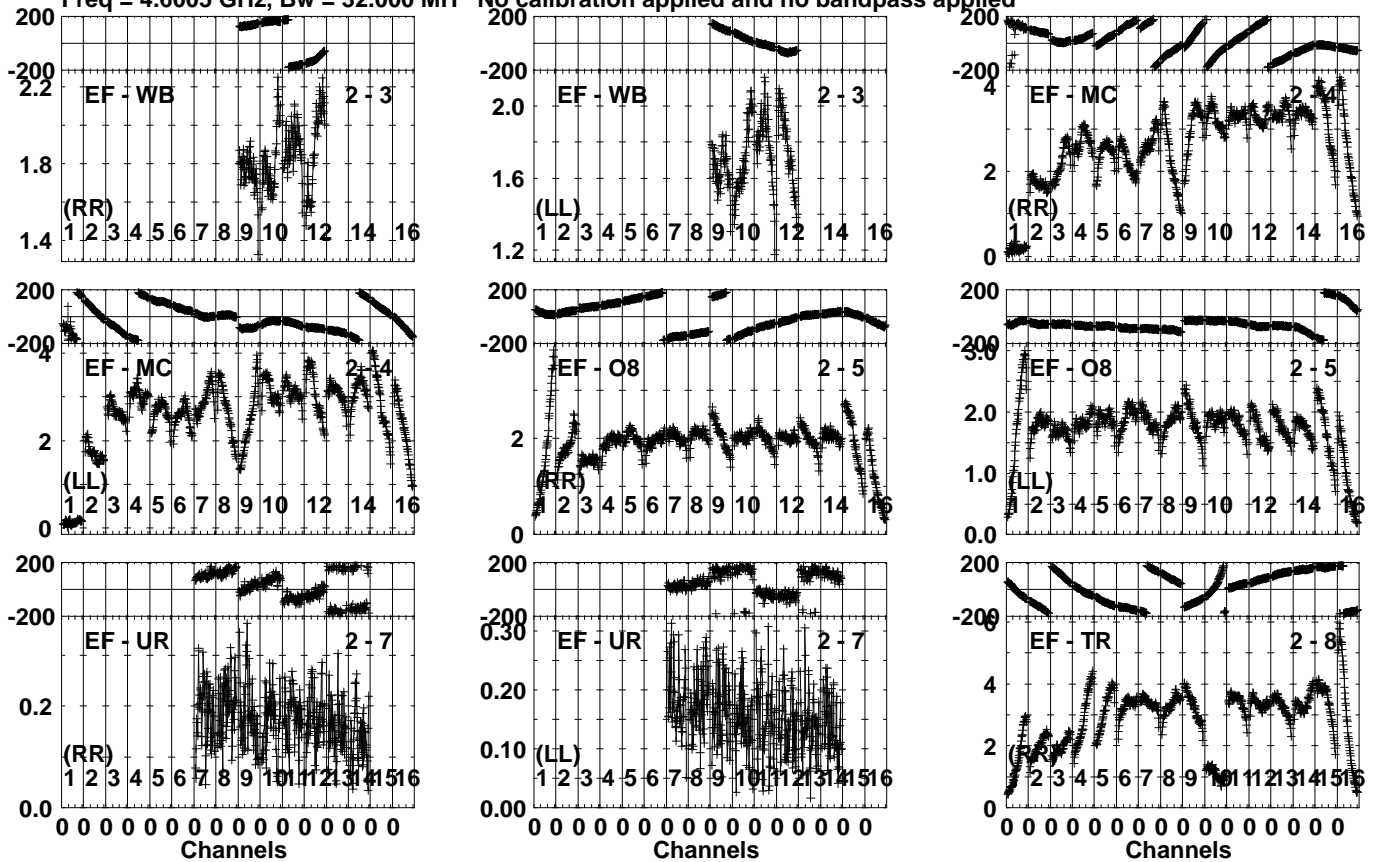 Freq = 4.6005 GHz, Bw = 32.000 MH No calibration applied and no bandpass applied
200
-200
2.2
1.8
1.4
EF - WB 2 - 3
(RR)
1 2 3 4 5 6 7 8 9 10 12 14 16
200
-200
2.0
1.6
1.2
EF - WB 2 - 3
(LL)
1 2 3 4 5 6 7 8 9 10 12 14 16
200
-200
4
2
0
EF - MC 2 - 4
(RR)
1 2 3 4 5 6 7 8 9 10 12 14 16
200
-200
4
2
0
EF - MC 2 - 4
(LL)
1 2 3 4 5 6 7 8 9 10 12 14 16
200
-200
2
0
EF - O8 2 - 5
(RR)
1 2 3 4 5 6 7 8 9 10 12 14 16
200
-200
3.0
2.0
1.0
0.0
EF - O8 2 - 5
(LL)
1 2 3 4 5 6 7 8 9 10 12 14 16
200
-200
0.2
0.0
EF - UR 2 - 7
(RR)
1 2 3 4 5 6 7 8 9 10 11 12 13 14 15 16
0 0 0 0 0 0 0 0 0 0 0 0 0 0 0 0
Channels
200
-200
0.30
0.20
0.10
0.00
EF - UR 2 - 7
(LL)
1 2 3 4 5 6 7 8 9 10 11 12 13 14 15 16
0 0 0 0 0 0 0 0 0 0 0 0 0 0 0 0
Channels
200
-200
6
4
2
0
EF - TR 2 - 8
(RR)
1 2 3 4 5 6 7 8 9 10 11 12 13 14 15 16
0 0 0 0 0 0 0 0 0 0 0 0 0 0 0 0
Channels